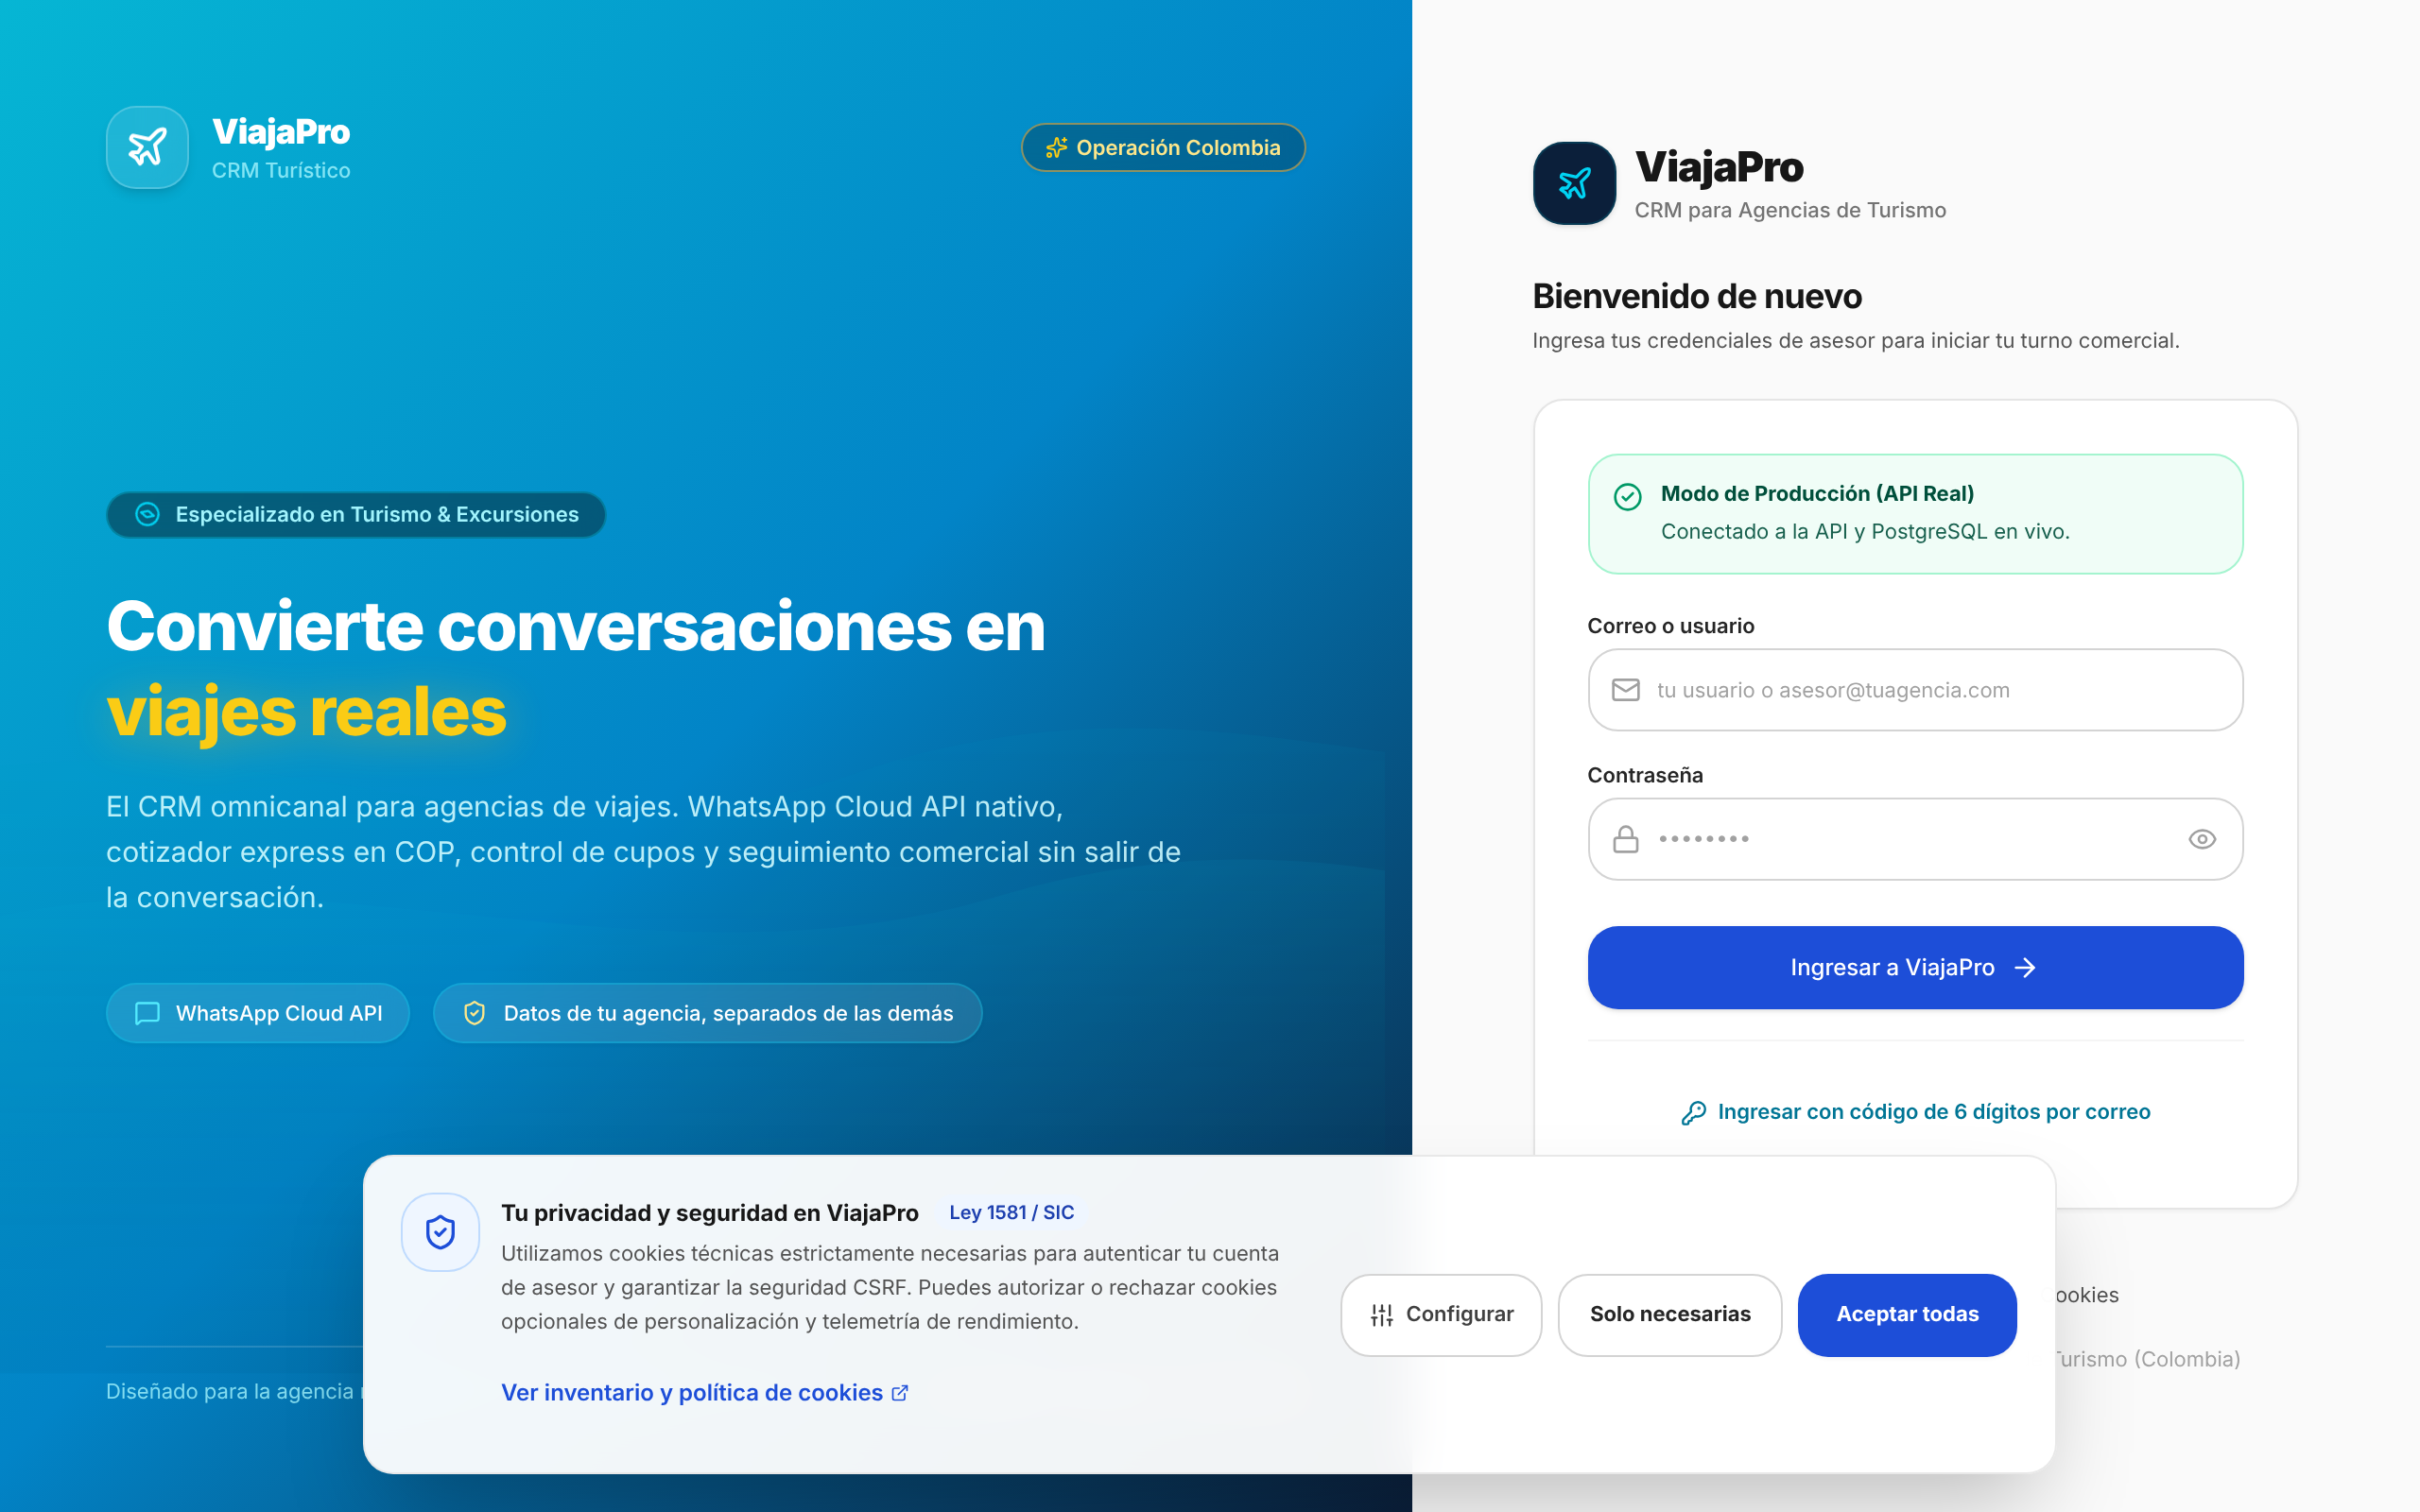 ViajaPro
CRM Turístico
Operación Colombia
Especializado en Turismo & Excursiones
Convierte conversaciones en
viajes reales
El CRM omnicanal para agencias de viajes. WhatsApp Cloud API nativo,
cotizador express en COP, control de cupos y seguimiento comercial sin salir de
la conversación.
WhatsApp Cloud API
Datos de tu agencia, separados de las demás
Diseñado para la agencia
ViajaPro
CRM para Agencias de Turismo
Bienvenido de nuevo
Ingresa tus credenciales de asesor para iniciar tu turno comercial.
Modo de Producción (API Real)
Conectado a la API y PostgreSQL en vivo.
Correo o usuario
tu usuario o asesor@tuagencia.com
Contraseña
••••••••
Ingresar a ViajaPro
Ingresar con código de 6 dígitos por correo
Turismo (Colombia)
Tu privacidad y seguridad en ViajaPro
Ley 1581 / SIC
Utilizamos cookies técnicas estrictamente necesarias para autenticar tu cuenta
de asesor y garantizar la seguridad CSRF. Puedes autorizar o rechazar cookies
opcionales de personalización y telemetría de rendimiento.
Ver inventario y política de cookies
Configurar
Solo necesarias
Aceptar todas